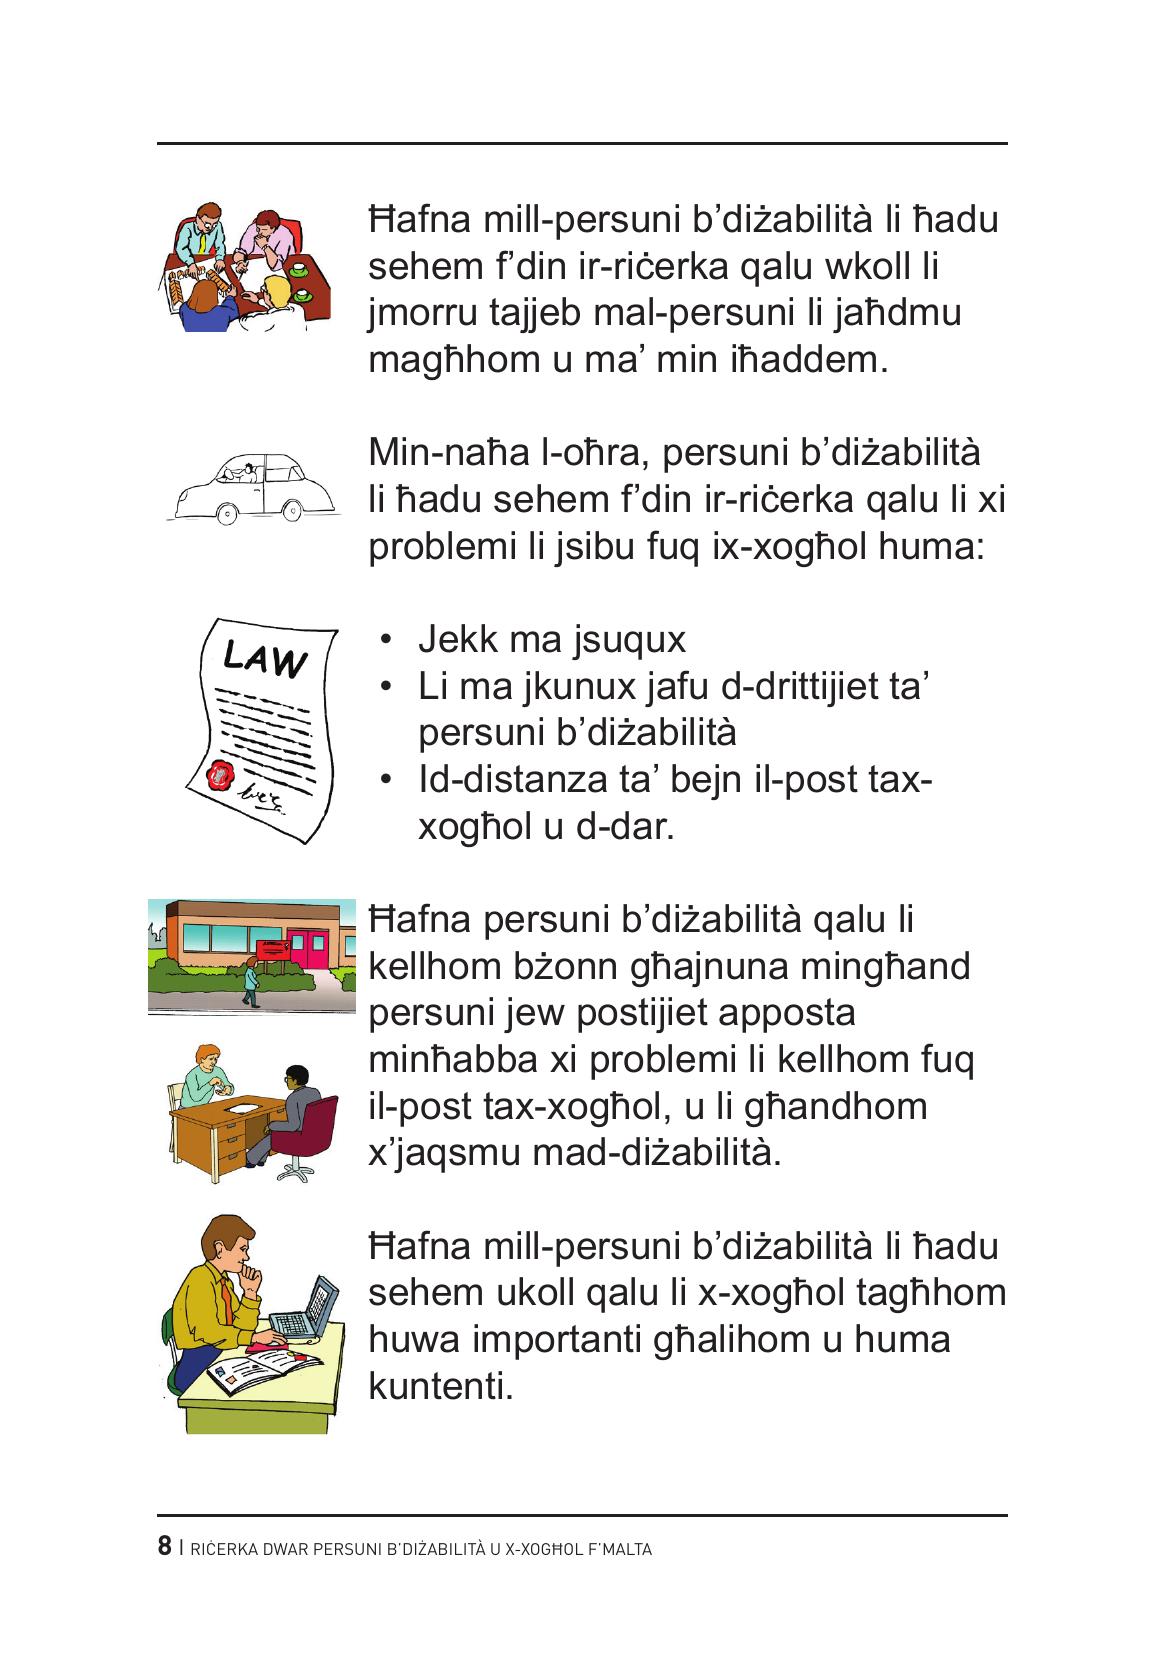 Ħafna mill-persuni b’diżabilità li ħadu
sehem f’din ir-riċerka qalu wkoll li
jmorru tajjeb mal-persuni li jaħdmu
magħhom u ma’ min iħaddem.
Min-naħa l-oħra, persuni b’diżabilità
li ħadu sehem f’din ir-riċerka qalu li xi
problemi li jsibu fuq ix-xogħol huma:
LAW
• Jekk ma jsuqux
• Li ma jkunux jafu d-drittijiet ta’
persuni b’diżabilità
• Id-distanza ta’ bejn il-post tax-
xogħol u d-dar.
Ħafna persuni b’diżabilità qalu li
kellhom bżonn għajnuna mingħand
persuni jew postijiet apposta
minħabba xi problemi li kellhom fuq
il-post tax-xogħol, u li għandhom
x’jaqsmu mad-diżabilità.
Ħafna mill-persuni b’diżabilità li ħadu
sehem ukoll qalu li x-xogħol tagħhom
huwa importanti għalihom u huma
kuntenti.
8 | RIĊERKA DWAR PERSUNI B’DIŻABILITÀ U X-XOGĦOL F’MALTA